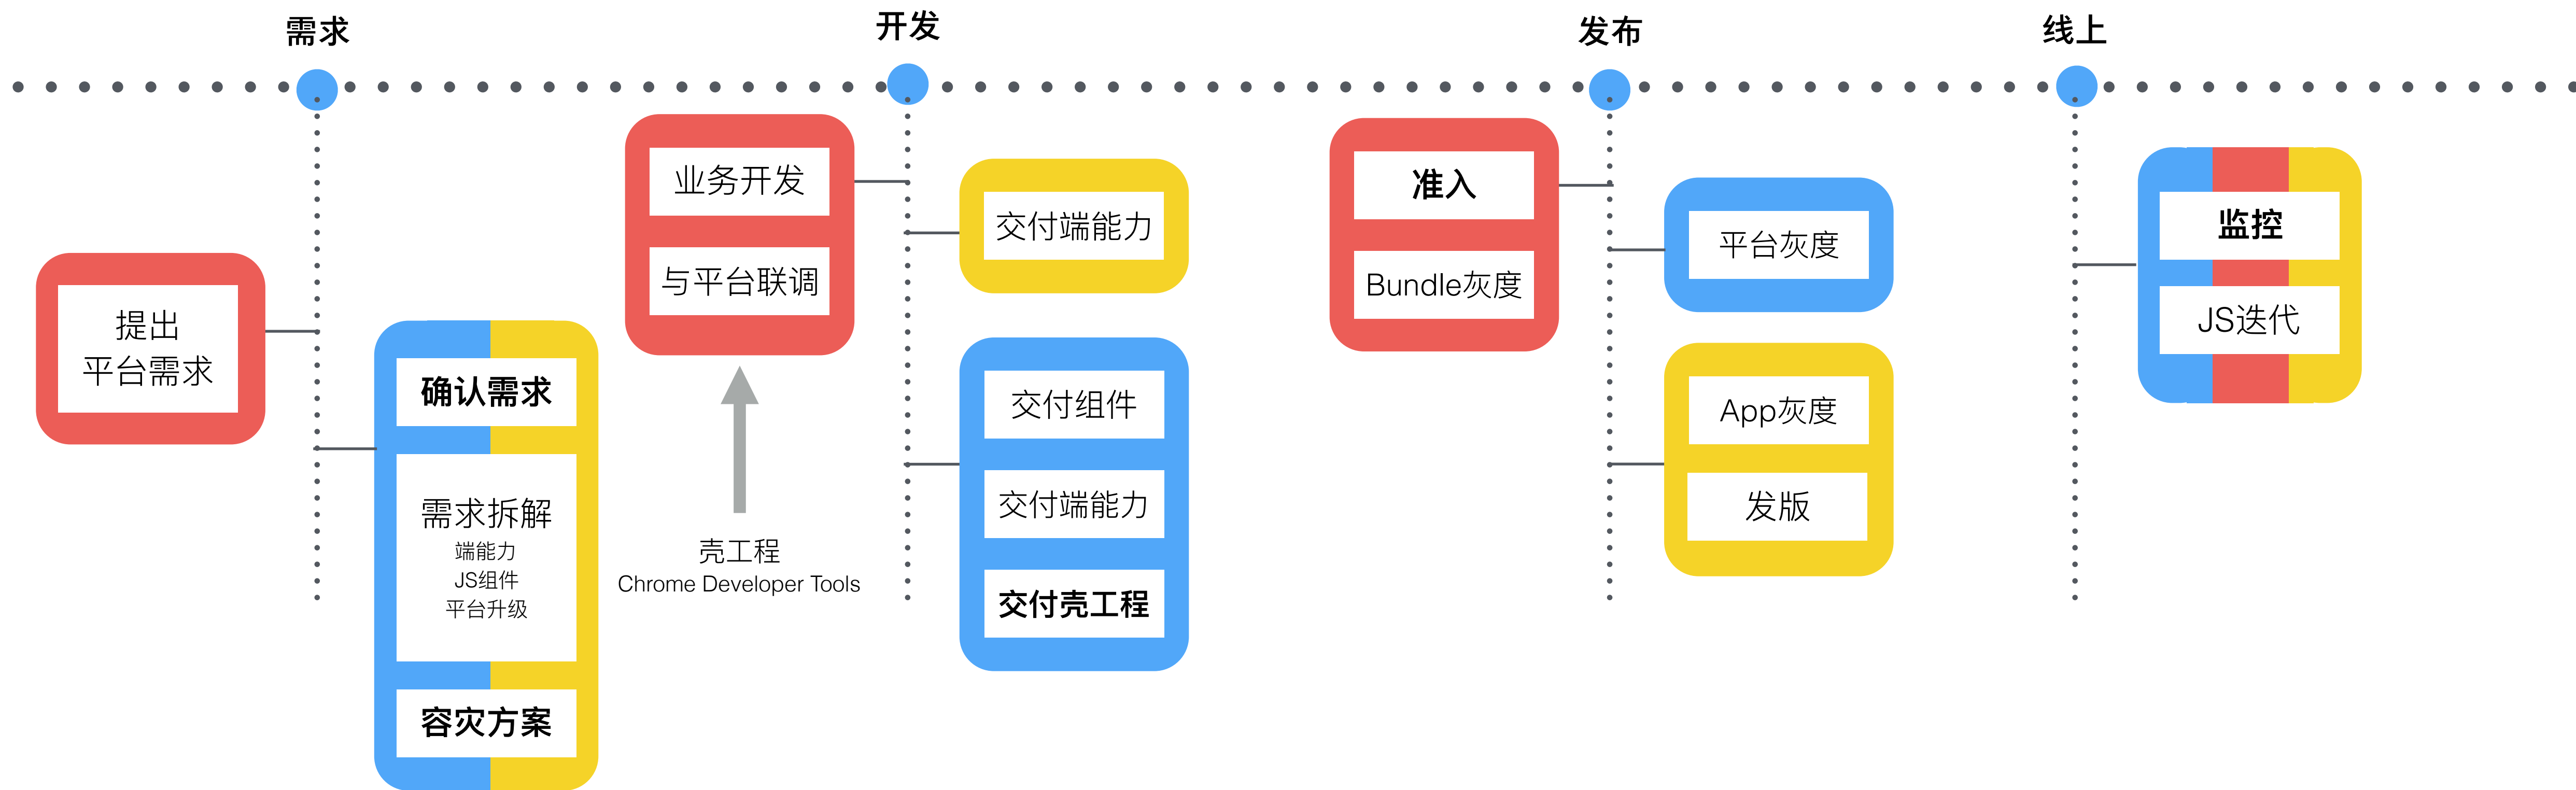 需求
开发
发布
线上
提出
平台需求
确认需求
需求拆解
端能力
JS组件
平台升级
容灾方案
业务开发
与平台联调
壳工程
Chrome Developer Tools
交付端能力
交付组件
交付端能力
交付壳工程
准入
Bundle灰度
平台灰度
App灰度
发版
监控
JS迭代